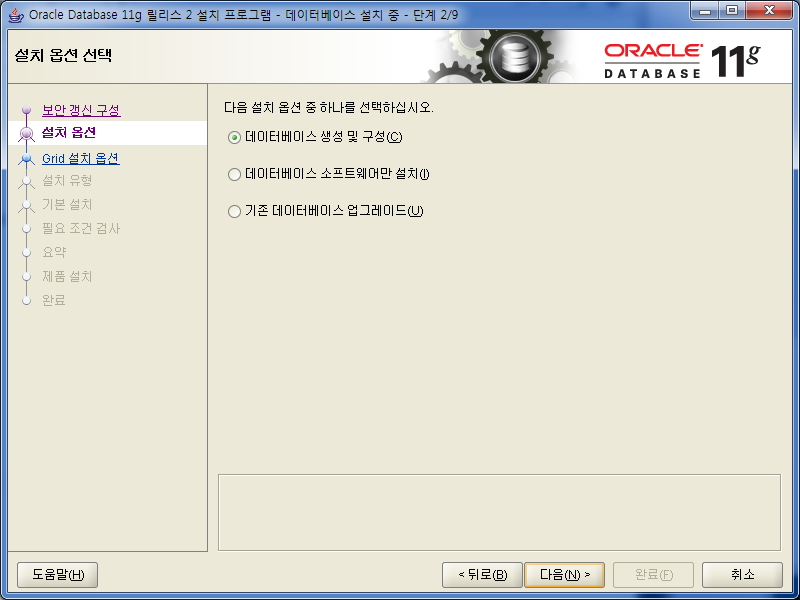 Oracle Database 11g 릴리스 2 설치 프로그램 - 데이터베이스 설치 중 - 단계 2/9
설치 옵션 선택
ORACLE
DATABASE
11g
보안 갱신 구성
설치 옵션
Grid 설치 옵션
설치 유형
기본 설치
필요 조건 검사
요약
제품 설치
완료
다음 설치 옵션 중 하나를 선택하십시오.
데이터베이스 생성 및 구성(C)
데이터베이스 소프트웨어만 설치(I)
기존 데이터베이스 업그레이드(U)
도움말(H)
< 뒤로(B)
다음(N) >
완료(F)
취소